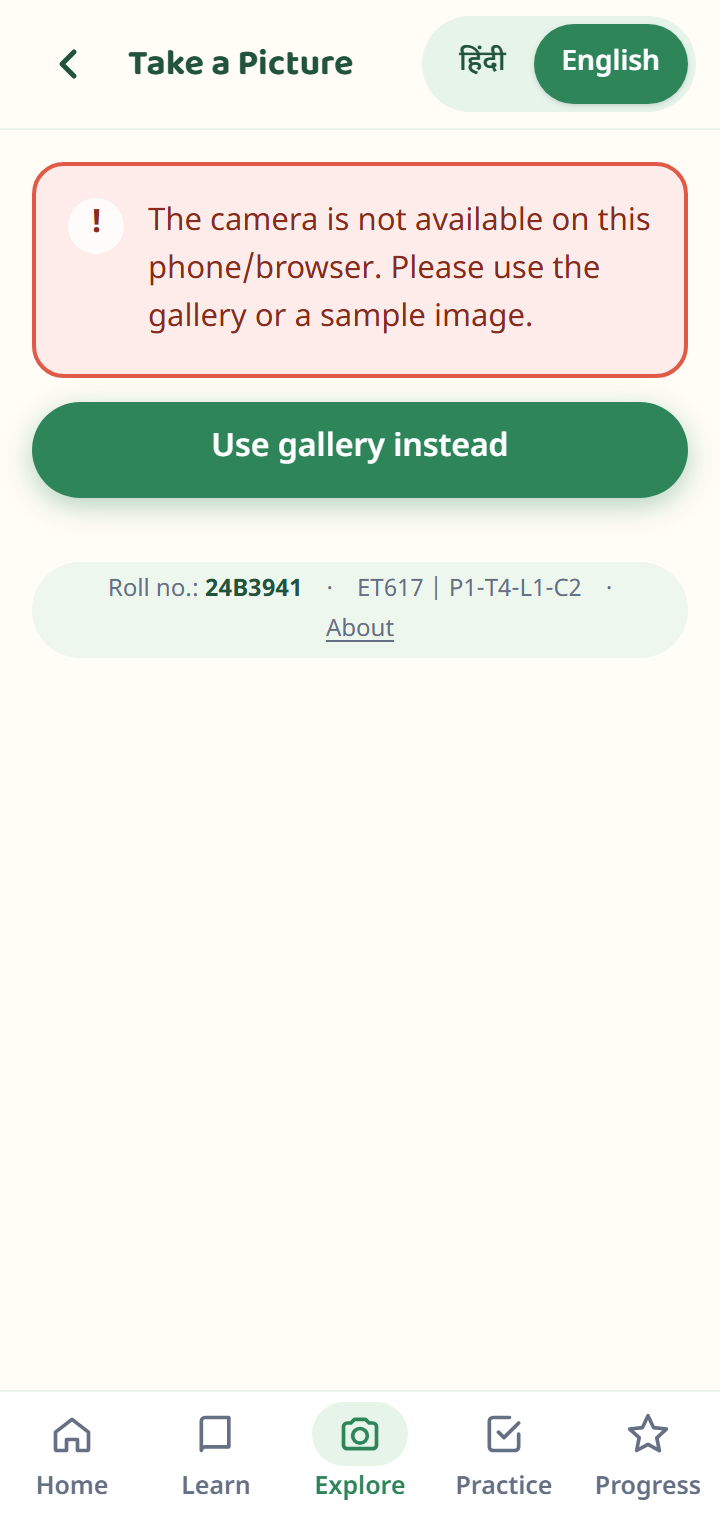 Take a Picture
हिंदी
English
!
The camera is not available on this
phone/browser. Please use the
gallery or a sample image.
Use gallery instead
Roll no.: 24B3941 · ET617 | P1-T4-L1-C2 ·
About
Home
Learn
Explore
Practice
Progress